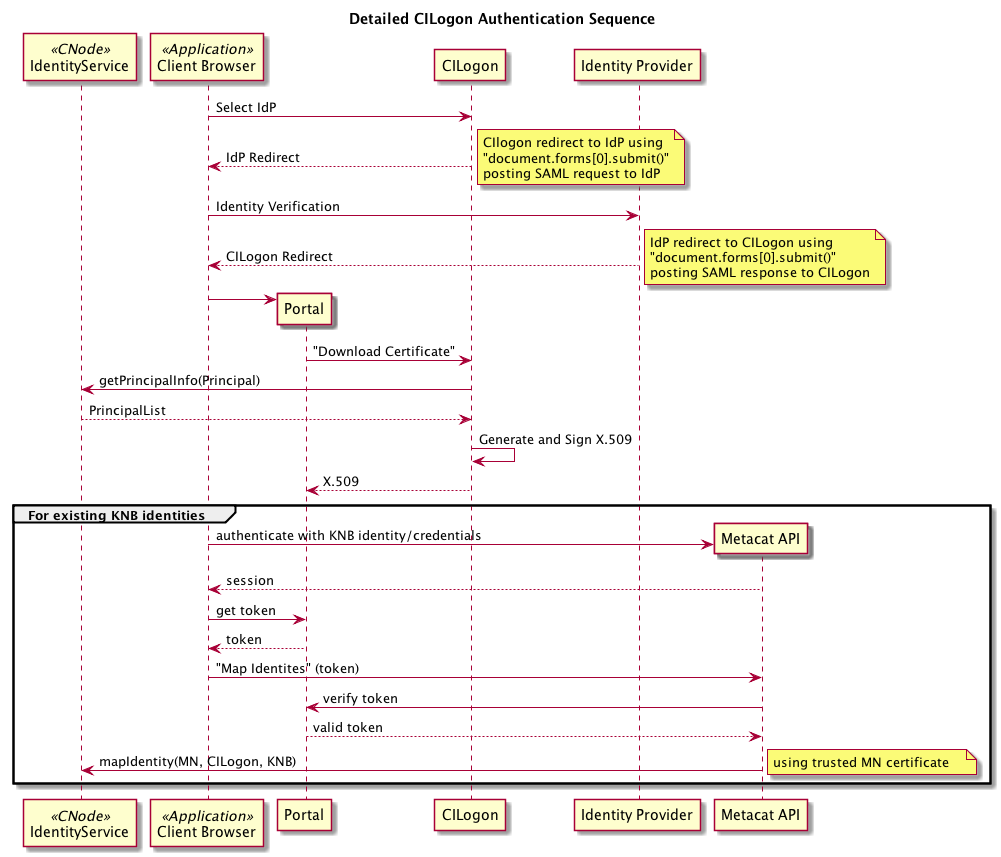 Detailed CILogon Authentication Sequence
«CNode»
IdentityService
«Application»
Client Browser
CILogon
Identity Provider
Select IdP
CIlogon redirect to IdP using
"document.forms[0].submit()"
posting SAML request to IdP
IdP Redirect
Identity Verification
IdP redirect to CILogon using
"document.forms[0].submit()"
posting SAML response to CILogon
CILogon Redirect
Portal
"Download Certificate"
getPrincipalInfo(Principal)
PrincipalList
Generate and Sign X.509
X.509
For existing KNB identities
authenticate with KNB identity/credentials
Metacat API
session
get token
token
"Map Identites" (token)
verify token
valid token
mapIdentity(MN, CILogon, KNB)
using trusted MN certificate
«CNode»
IdentityService
«Application»
Client Browser
Portal
CILogon
Identity Provider
Metacat API